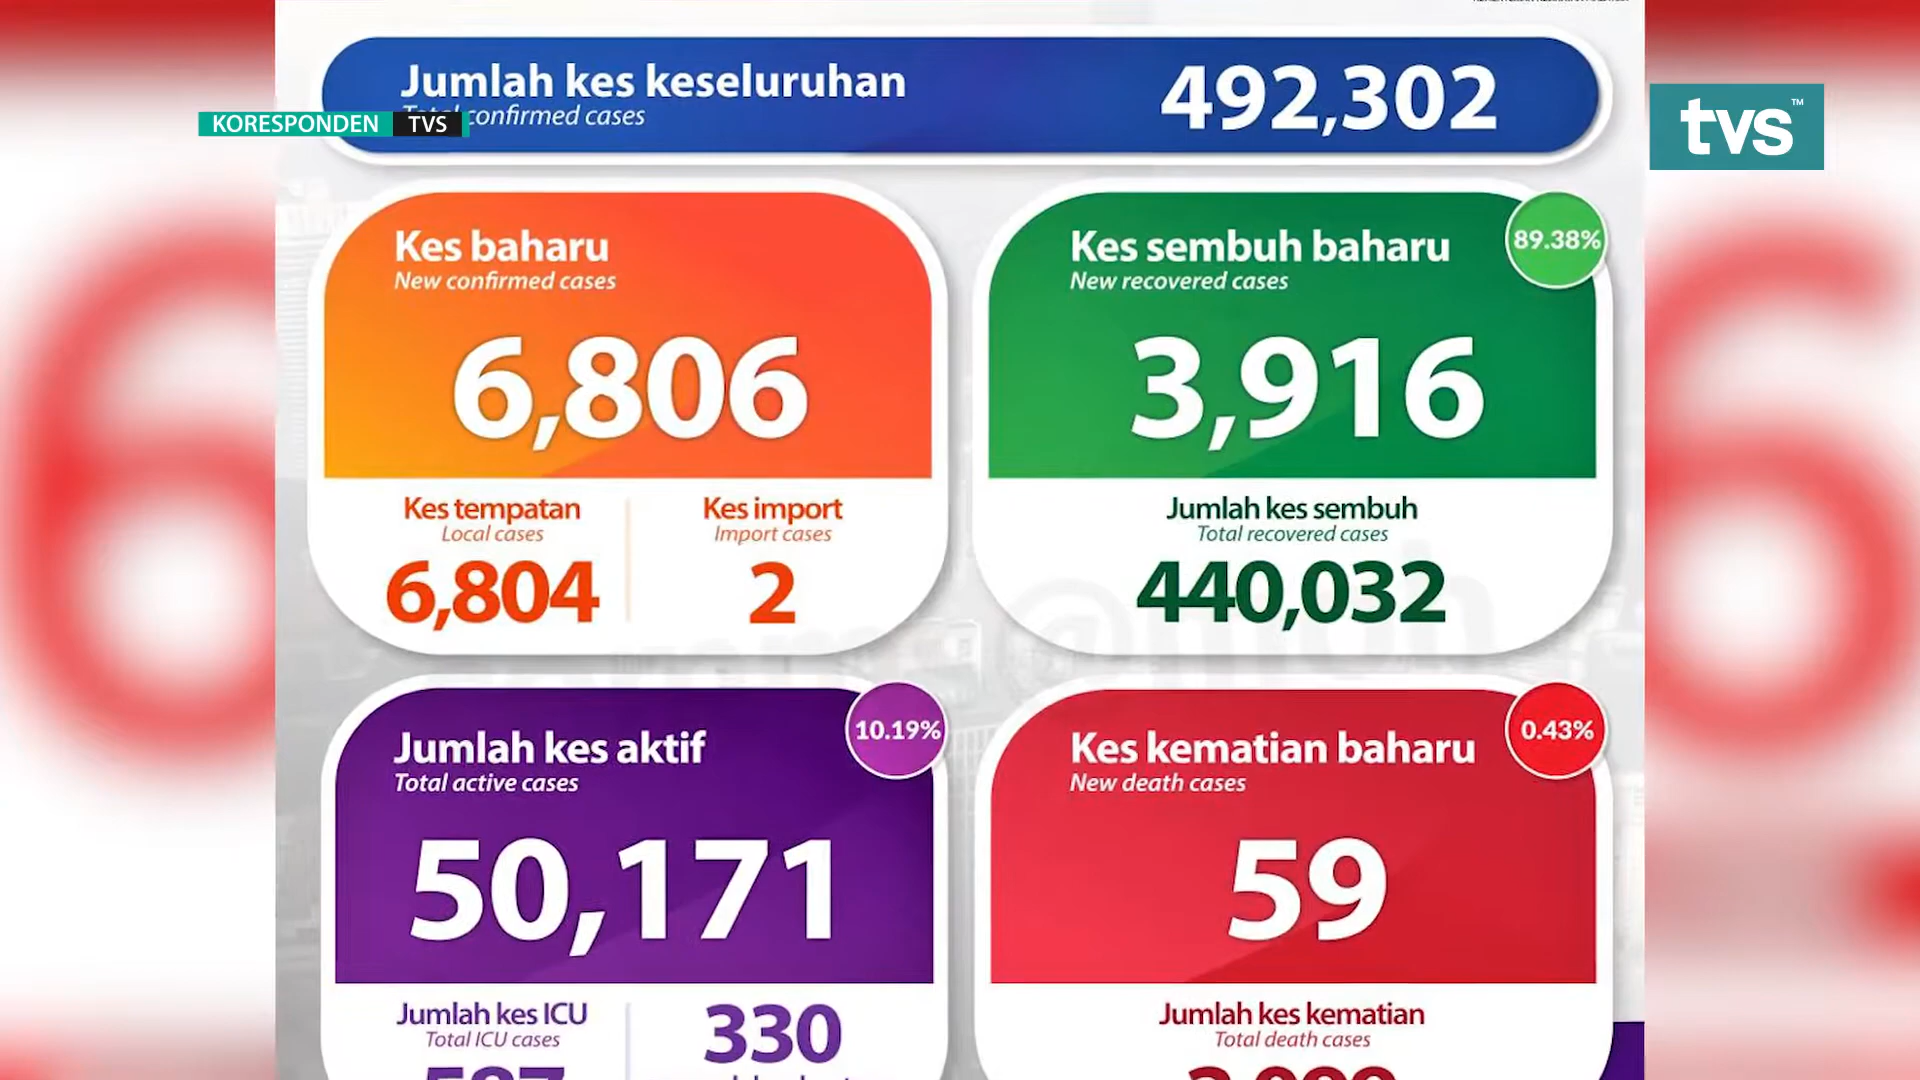 Jumlah kes keseluruhan
Total confirmed cases
492,302
KORESPONDEN TVS
tvs™
Kes baharu
New confirmed cases
6,806
Kes tempatan
Local cases
6,804
Kes import
Import cases
2
Kes sembuh baharu
New recovered cases
89.38%
3,916
Jumlah kes sembuh
Total recovered cases
440,032
Jumlah kes aktif
Total active cases
10.19%
50,171
Jumlah kes ICU
Total ICU cases
587
330
Kes kematian baharu
New death cases
0.43%
59
Jumlah kes kematian
Total death cases